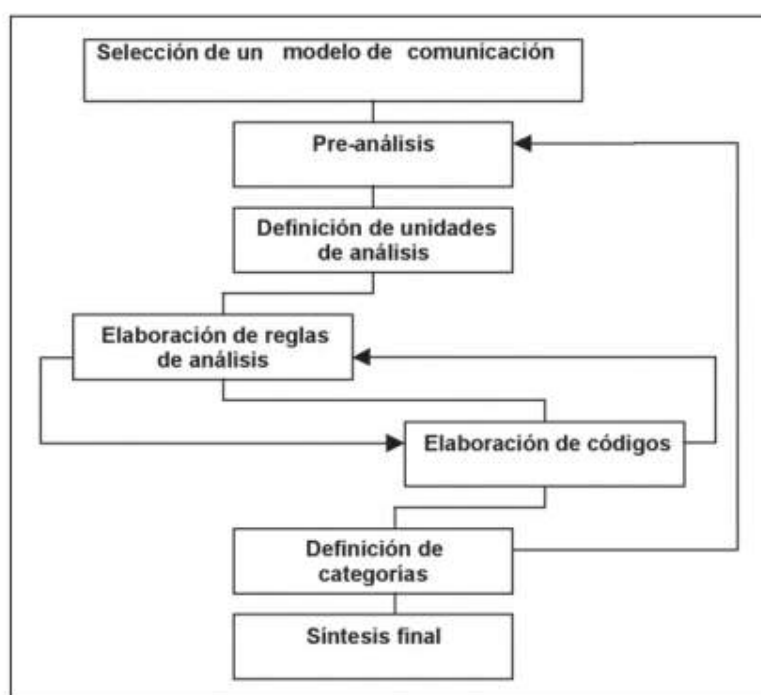 Selección de un modelo de comunicación
Pre-análisis
Definición de unidades
de análisis
Elaboración de reglas
de análisis
Elaboración de códigos
Definición de
categorías
Síntesis final